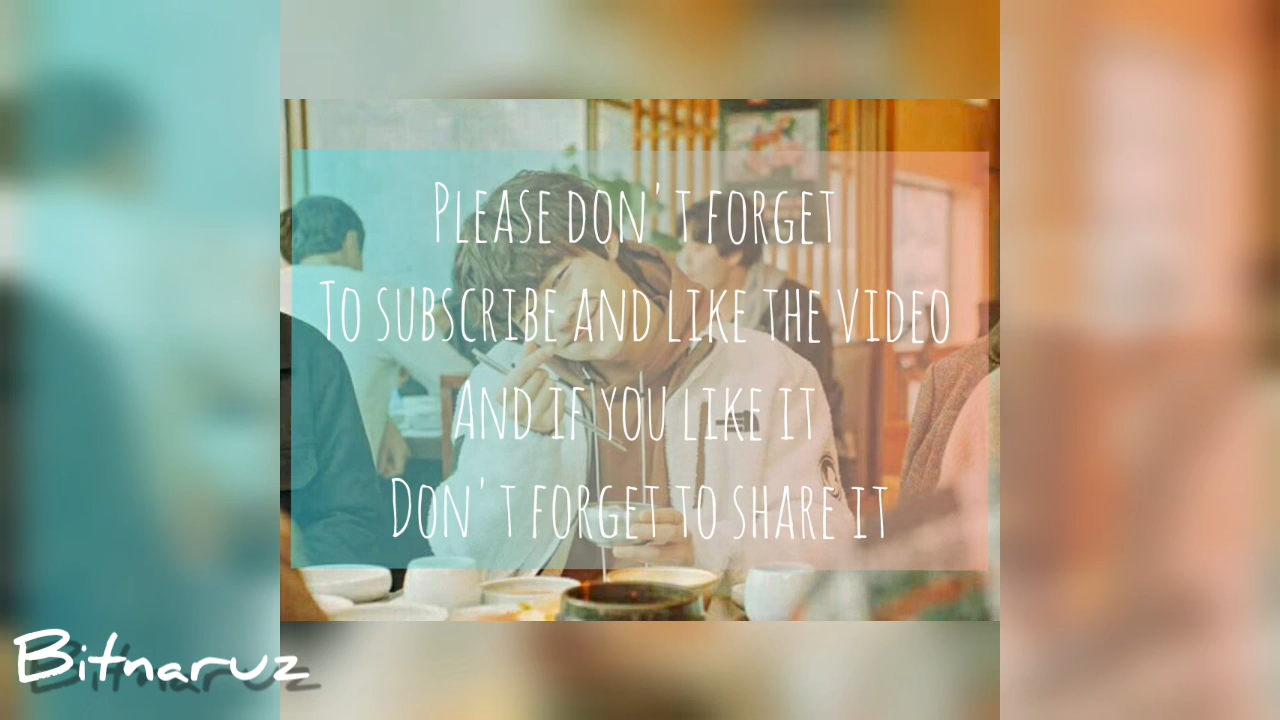 Please don't forget
To subscribe and like the video
And if you like it
Don't forget to share it
Bitnaruz